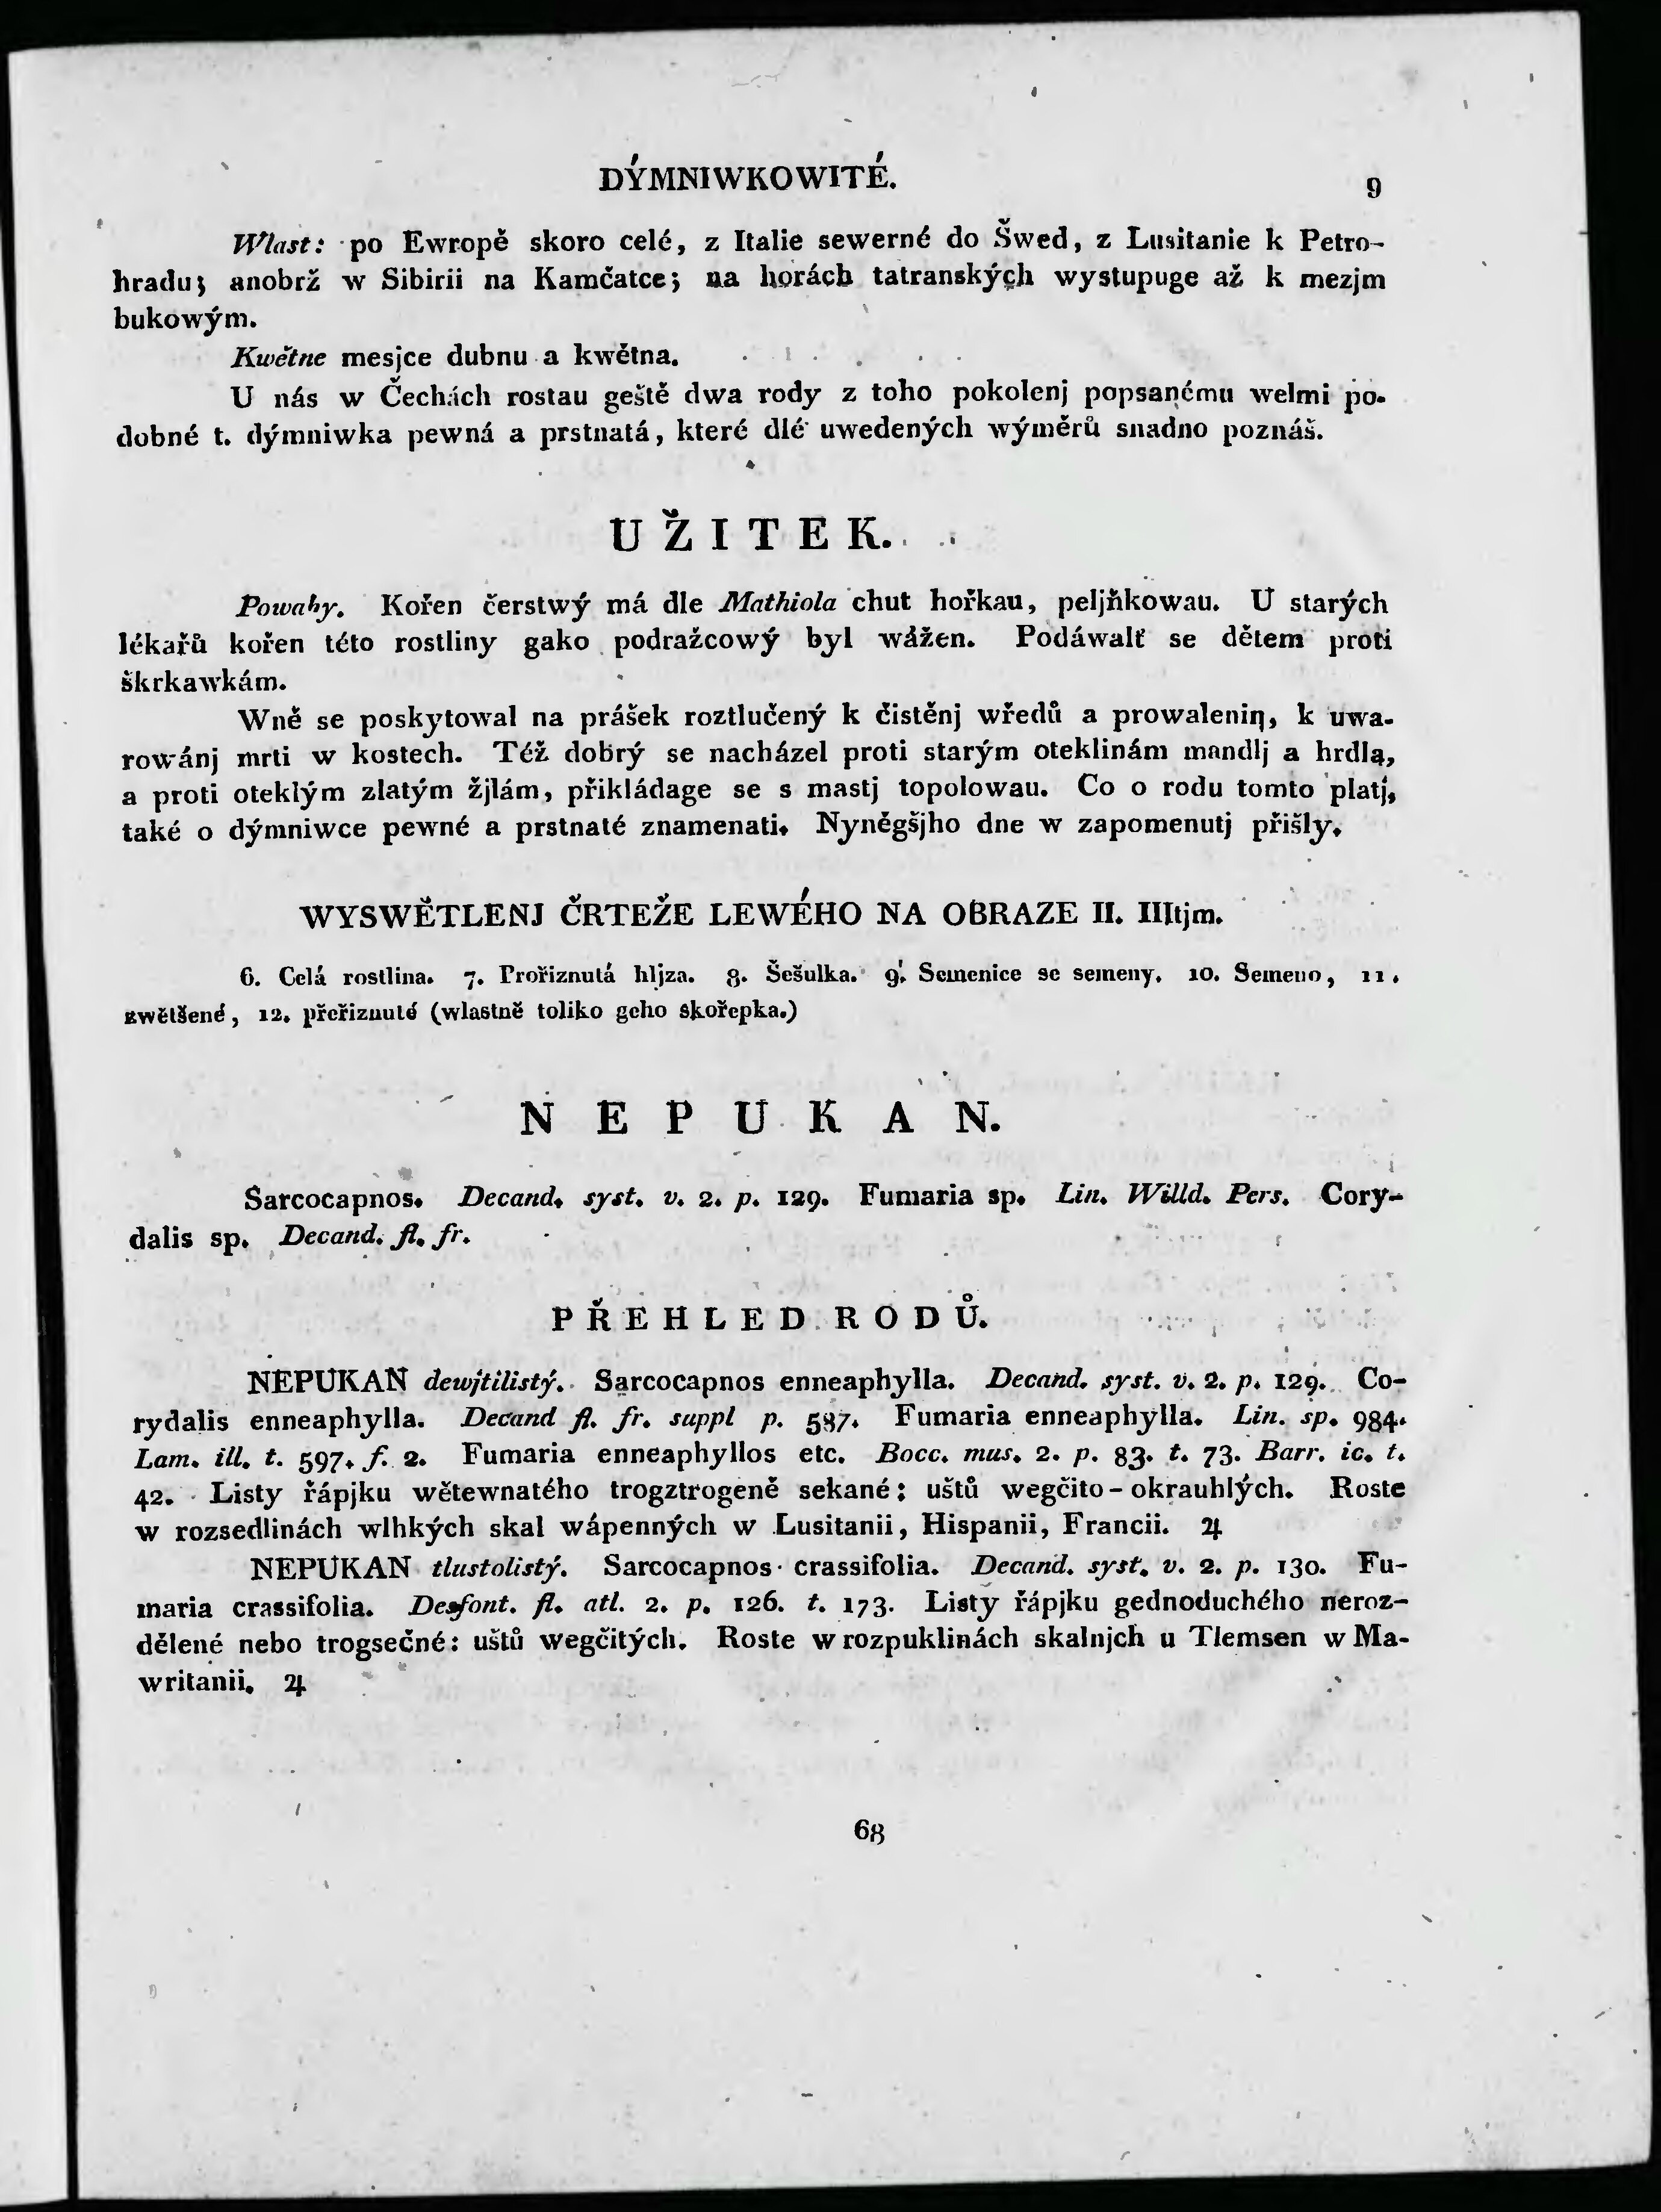 DÝMNIWKOWITÉ.
9
Wlast: po Ewropě skoro celé, z Italie sewerné do Šwed, z Lusitanie k Petro-
hradu; anobrž w Sibirii na Kamčatce; na horách tatranských wystupuge až k mezjm
bukowým.
Kwětne mesjce dubnu a kwětna.
U nás w Čechách rostau geště dwa rody z toho pokolenj popsanému welmi po-
dobné t. dýmniwka pewná a prstnatá, které dlé uwedených wýměrů snadno poznáš.
UŽITEK.
Powahy. Kořen čerstwý má dle Mathiola chut hořkau, peljňkowau. U starých
lékařů kořen této rostliny gako podražcowý byl wážen. Podáwalť se dětem proti
škrkawkám.
Wně se poskytowal na prášek roztlučený k čistěnj wředů a prowalenin, k uwa-
rowánj mrti w kostech. Též dobrý se nacházel proti starým oteklinám mandlj a hrdla,
a proti oteklým zlatým žjlám, přikládage se s mastj topolowau. Co o rodu tomto platj,
také o dýmniwce pewné a prstnaté znamenati. Nyněgšjho dne w zapomenutj přišly.
WYSWĚTLENJ ČRTEŽE LEWÉHO NA OBRAZE II. IIItjm.
6. Celá rostlina. 7. Prořiznutá hljza. 8. Šešulka. 9. Semenice se semeny. 10. Semeno, 11.
zwětšené, 12. přeřiznuté (wlastně toliko geho skořepka.)
NEPUKAN.
Sarcocapnos. Decand. syst. v. 2. p. 129. Fumaria sp. Lin. Willd. Pers. Cory-
dalis sp. Decand. fl. fr.
PŘEHLED RODŮ.
NEPUKAN dewjtilistý. Sarcocapnos enneaphylla. Decand. syst. v. 2. p. 129. Co-
rydalis enneaphylla. Decand fl. fr. suppl p. 587. Fumaria enneaphylla. Lin. sp. 984.
Lam. ill. t. 597. f. 2. Fumaria enneaphyllos etc. Bocc. mus. 2. p. 83. t. 73. Barr. ic. t.
42. Listy řápjku wětewnatého trogztrogeně sekané: uštů wegčito-okrauhlých. Roste
w rozsedlinách wlhkých skal wápenných w Lusitanii, Hispanii, Francii. ♃
NEPUKAN tlustolistý. Sarcocapnos crassifolia. Decand. syst. v. 2. p. 130. Fu-
maria crassifolia. Desfont. fl. atl. 2. p. 126. t. 173. Listy řápjku gednoduchého neroz-
dělené nebo trogsečné: uštů wegčitých. Roste w rozpuklinách skalnjch u Tlemsen w Ma-
writanii. ♃
68